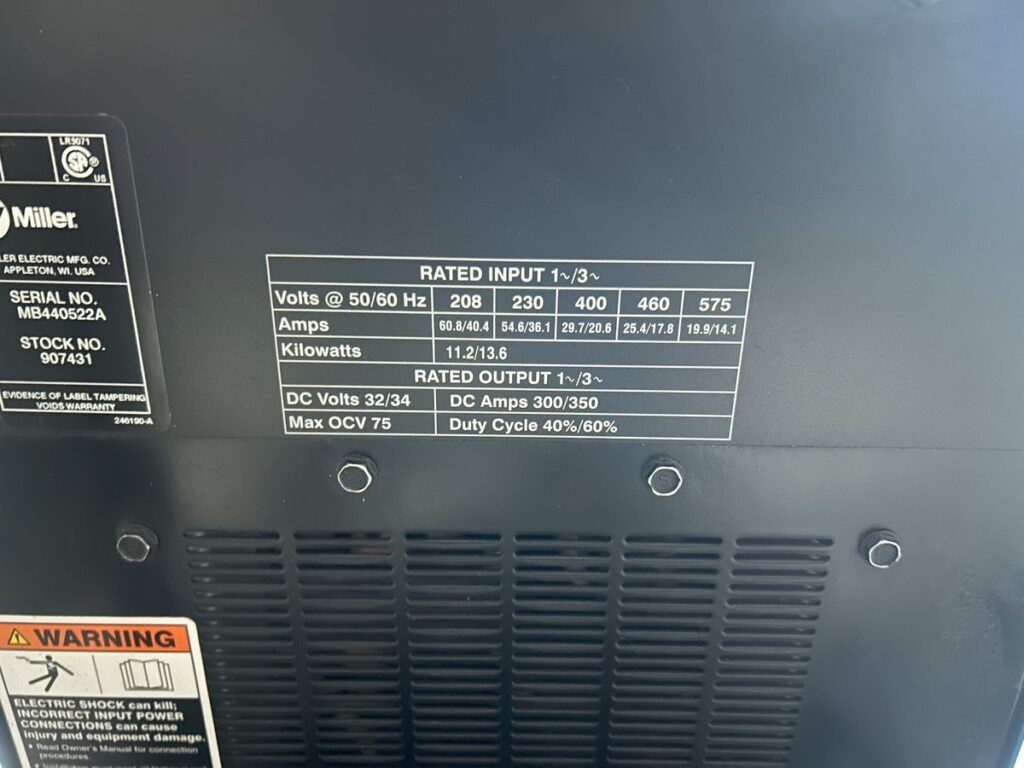 LR5071
SP®
C US
Miller®
LER ELECTRIC MFG. CO.
APPLETON, WI. USA
SERIAL NO.
MB440522A
STOCK NO.
907431
EVIDENCE OF LABEL TAMPERING
VOIDS WARRANTY
246190-A
RATED INPUT 1~/3~
Volts @ 50/60 Hz 208 230 400 460 575
Amps 60.8/40.4 54.6/36.1 29.7/20.6 25.4/17.8 19.9/14.1
Kilowatts 11.2/13.6
RATED OUTPUT 1~/3~
DC Volts 32/34 DC Amps 300/350
Max OCV 75 Duty Cycle 40%/60%
WARNING
ELECTRIC SHOCK can kill;
INCORRECT INPUT POWER
CONNECTIONS can cause
injury and equipment damage.
• Read Owner's Manual for connection
procedures.